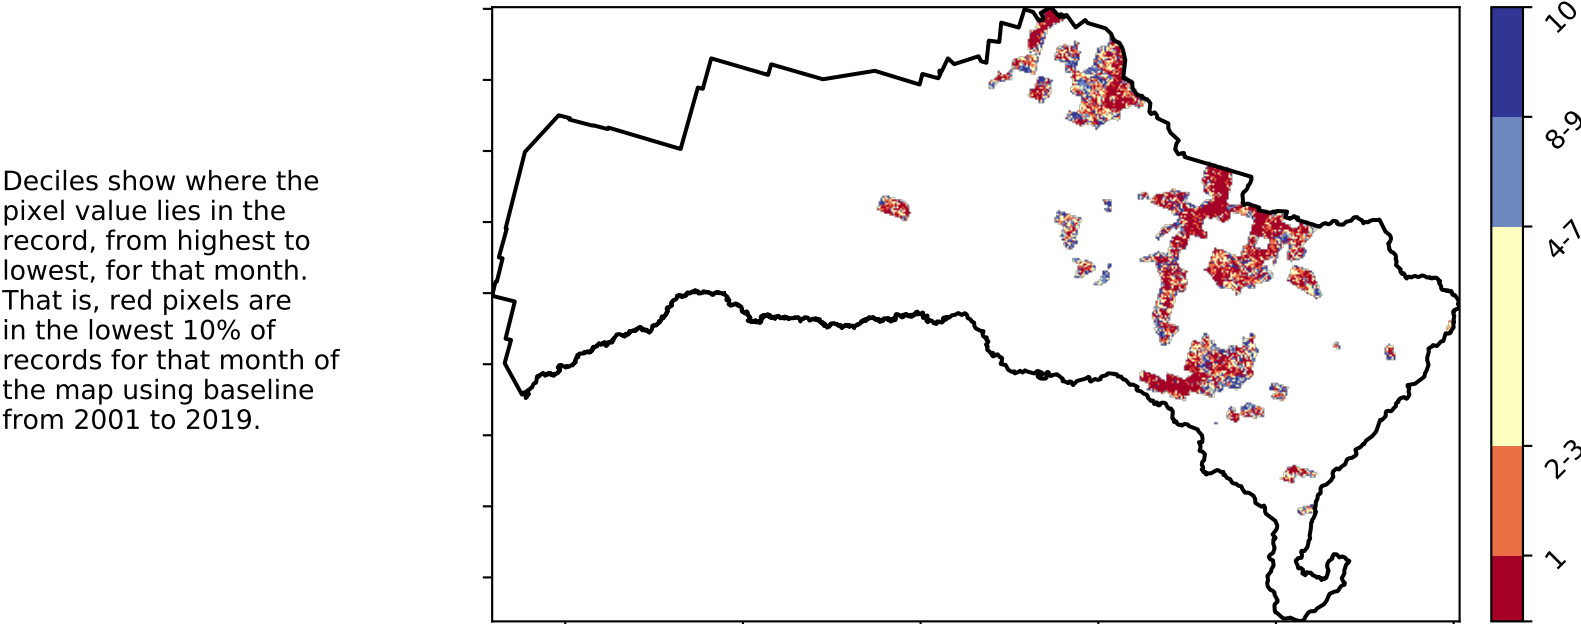 Deciles show where the
pixel value lies in the
record, from highest to
lowest, for that month.
That is, red pixels are
in the lowest 10% of
records for that month of
the map using baseline
from 2001 to 2019.
10
8-9
4-7
2-3
1